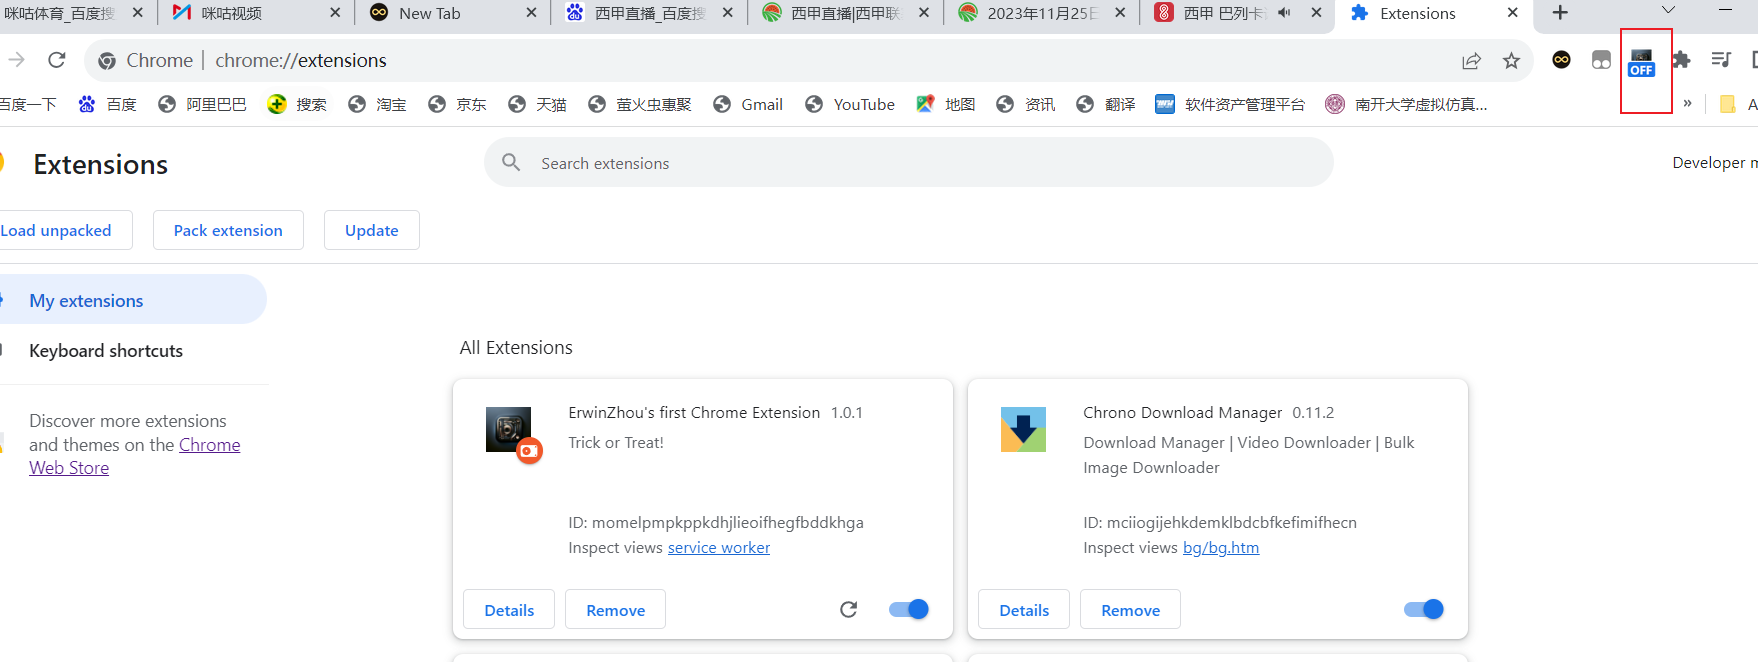 咪咕体育_百度搜
咪咕视频
New Tab
西甲直播_百度搜
西甲直播|西甲联
2023年11月25日
西甲 巴列卡
Extensions
Chrome | chrome://extensions
OFF
百度一下
百度
阿里巴巴
搜索
淘宝
京东
天猫
萤火虫惠聚
Gmail
YouTube
地图
资讯
翻译
软件资产管理平台
南开大学虚拟仿真...
»
A
Extensions
Search extensions
Developer m
Load unpacked
Pack extension
Update
My extensions
Keyboard shortcuts
Discover more extensions
and themes on the Chrome
Web Store
All Extensions
ErwinZhou's first Chrome Extension 1.0.1
Trick or Treat!
ID: momelpmpkppkdhjlieoifhegfbddkhga
Inspect views service worker
Details
Remove
Chrono Download Manager 0.11.2
Download Manager | Video Downloader | Bulk
Image Downloader
ID: mciiogijehkdemklbdcbfkefimifhecn
Inspect views bg/bg.htm
Details
Remove